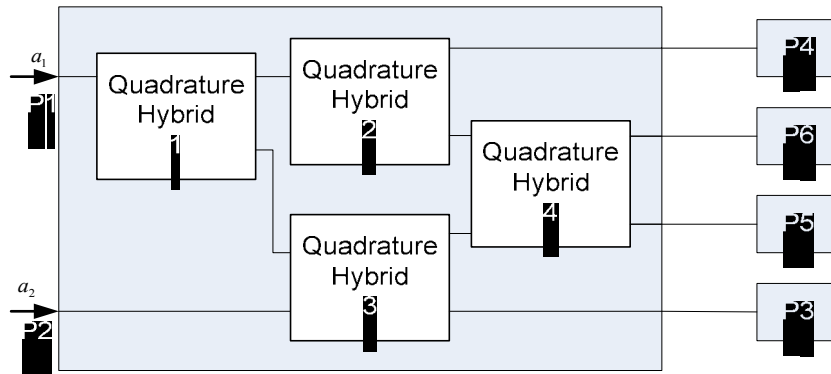 a1
P1
Quadrature
Hybrid
1
Quadrature
Hybrid
2
Quadrature
Hybrid
4
Quadrature
Hybrid
3
a2
P2
P4
P6
P5
P3